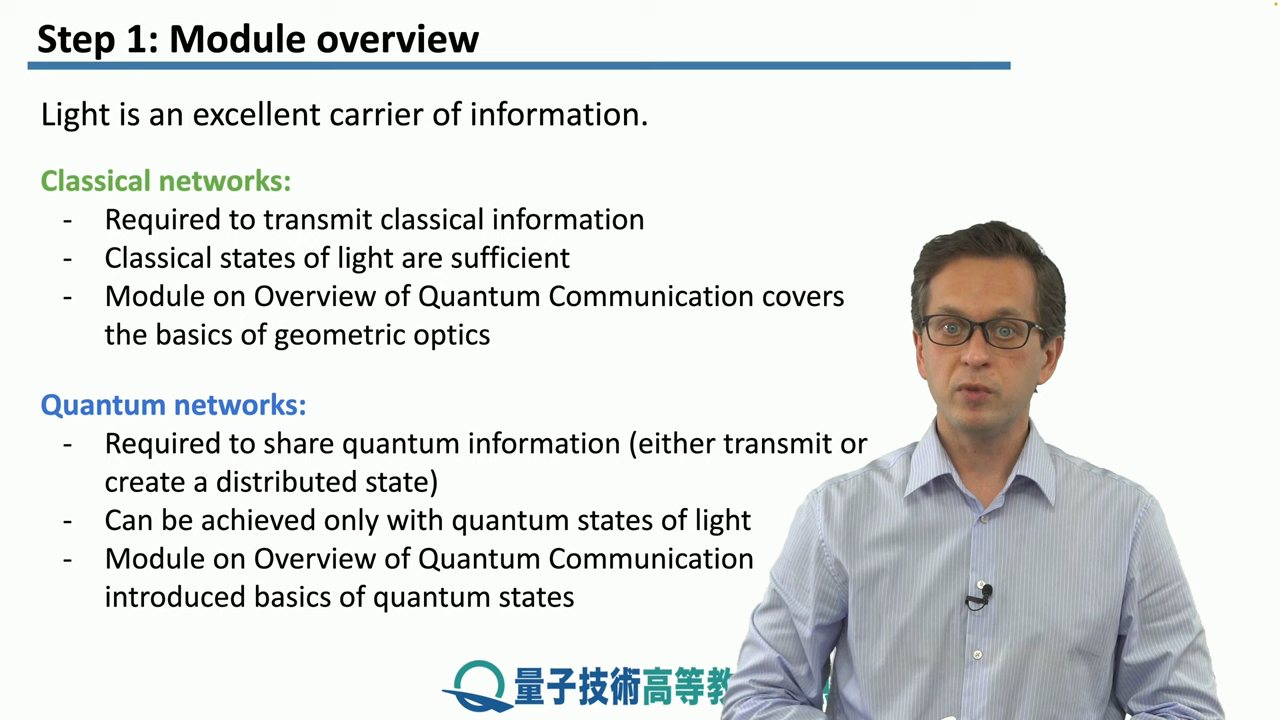 Step 1: Module overview
Light is an excellent carrier of information.
Classical networks:
- Required to transmit classical information
- Classical states of light are sufficient
- Module on Overview of Quantum Communication covers
the basics of geometric optics
Quantum networks:
- Required to share quantum information (either transmit or
create a distributed state)
- Can be achieved only with quantum states of light
- Module on Overview of Quantum Communication
introduced basics of quantum states
量子技術高等教